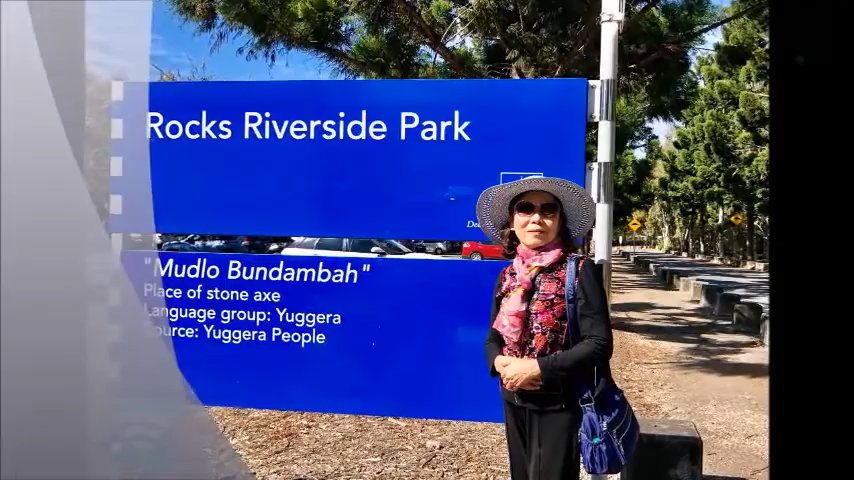 Rocks Riverside Park
"Mudlo Bundambah"
Place of stone axe
Language group: Yuggera
Source: Yuggera People